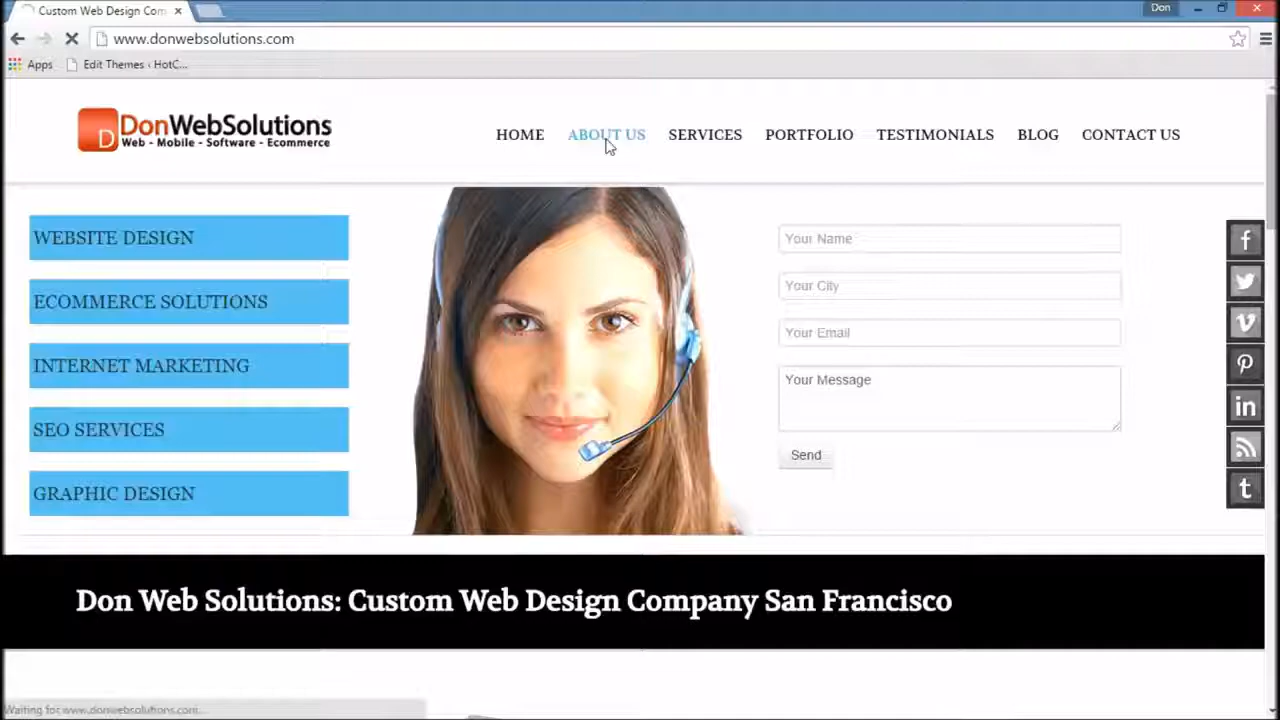 Custom Web Design Com
Don
www.donwebsolutions.com
Apps
Edit Themes ‹ HotC...
D
DonWebSolutions
Web - Mobile - Software - Ecommerce
HOME
ABOUT US
SERVICES
PORTFOLIO
TESTIMONIALS
BLOG
CONTACT US
WEBSITE DESIGN
ECOMMERCE SOLUTIONS
INTERNET MARKETING
SEO SERVICES
GRAPHIC DESIGN
Your Name
Your City
Your Email
Your Message
Send
Don Web Solutions: Custom Web Design Company San Francisco
Waiting for www.donwebsolutions.com...